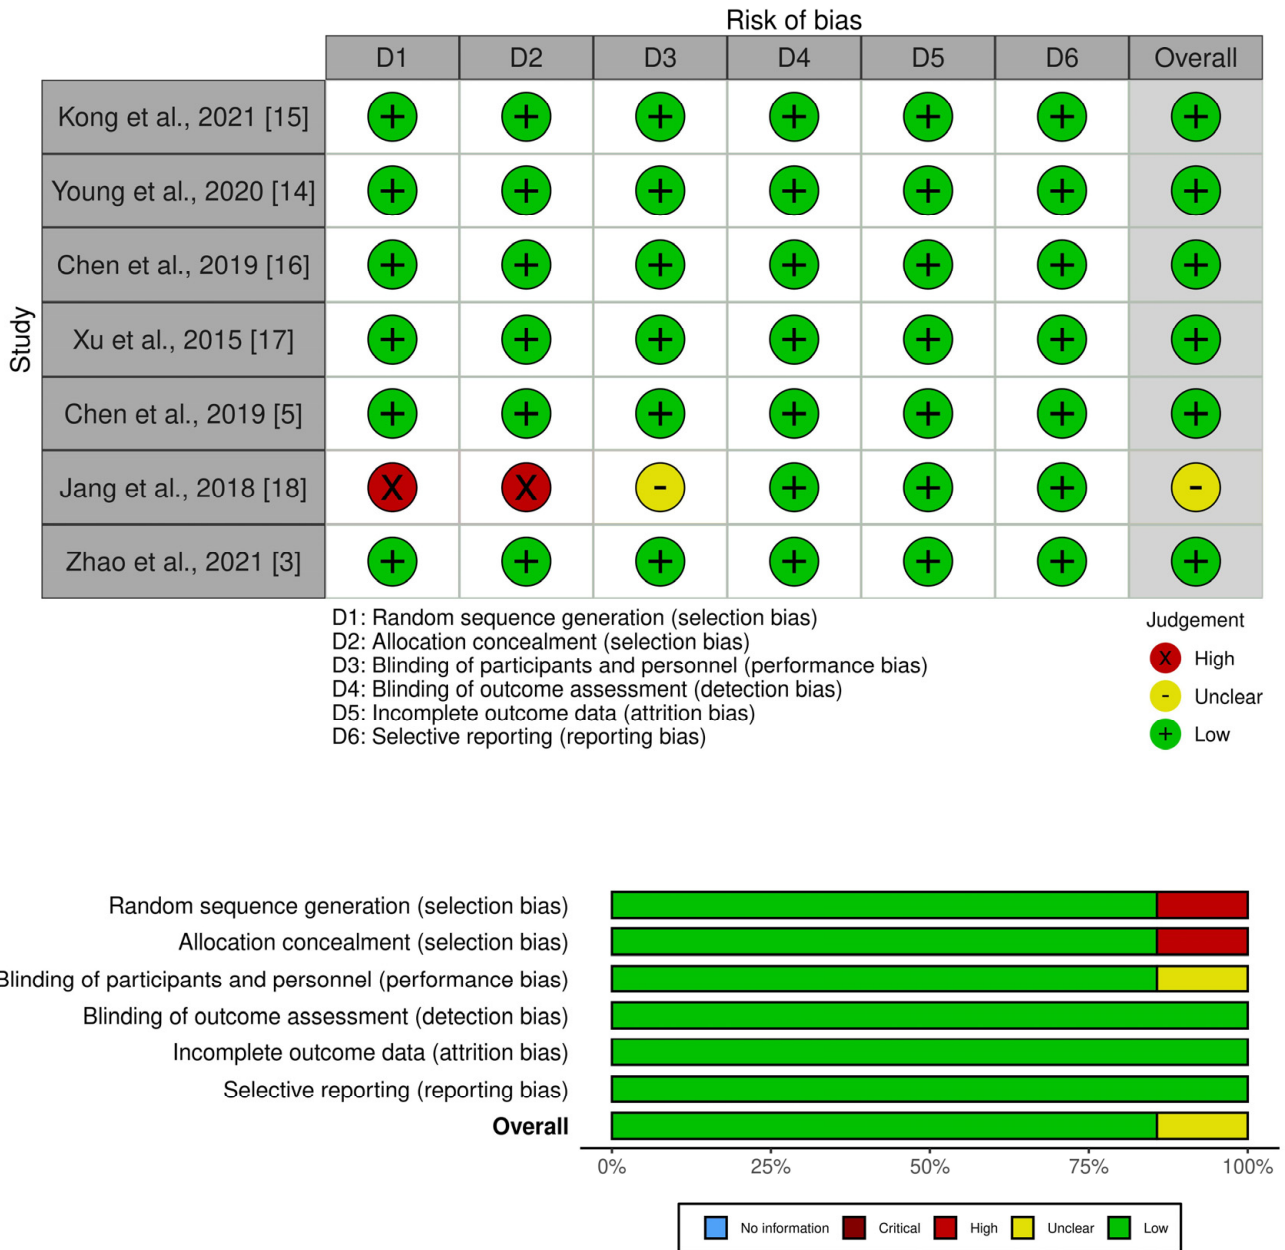 Risk of bias
D1 D2 D3 D4 D5 D6 Overall
Study
Kong et al., 2021 [15] + + + + + + +
Young et al., 2020 [14] + + + + + + +
Chen et al., 2019 [16] + + + + + + +
Xu et al., 2015 [17] + + + + + + +
Chen et al., 2019 [5] + + + + + + +
Jang et al., 2018 [18] X X - + + + -
Zhao et al., 2021 [3] + + + + + + +
D1: Random sequence generation (selection bias)
D2: Allocation concealment (selection bias)
D3: Blinding of participants and personnel (performance bias)
D4: Blinding of outcome assessment (detection bias)
D5: Incomplete outcome data (attrition bias)
D6: Selective reporting (reporting bias)
Judgement
X High
- Unclear
+ Low
Random sequence generation (selection bias)
Allocation concealment (selection bias)
Blinding of participants and personnel (performance bias)
Blinding of outcome assessment (detection bias)
Incomplete outcome data (attrition bias)
Selective reporting (reporting bias)
Overall
0% 25% 50% 75% 100%
No information Critical High Unclear Low